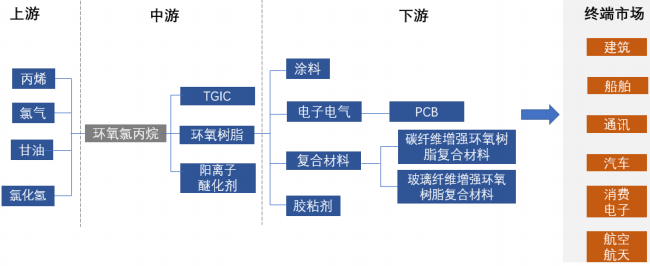 上游
中游
下游
终端市场
丙烯
氯气
甘油
氯化氢
环氧氯丙烷
TGIC
环氧树脂
阳离子
醚化剂
涂料
电子电气
PCB
复合材料
碳纤维增强环氧树
脂复合材料
玻璃纤维增强环氧
树脂复合材料
胶粘剂
建筑
船舶
通讯
汽车
消费
电子
航空
航天